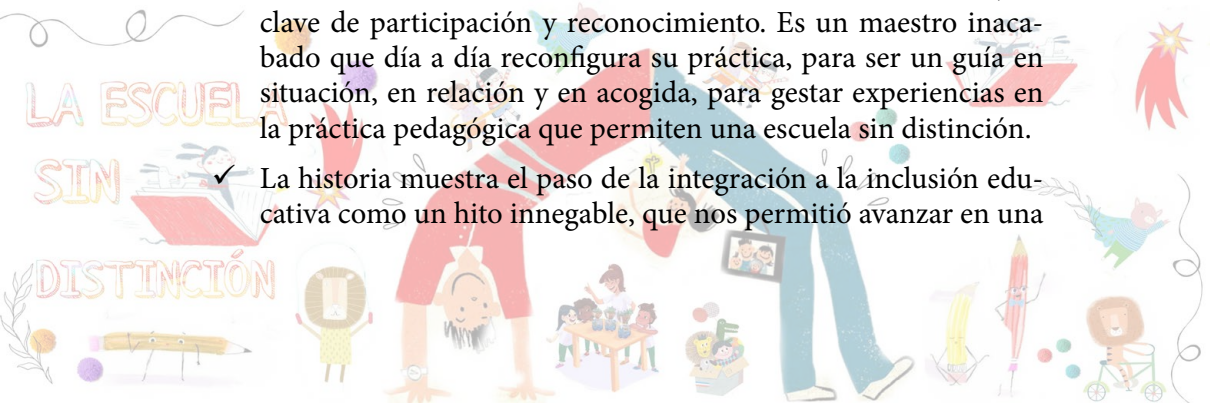 clave de participación y reconocimiento. Es un maestro inaca-
bado que día a día reconfigura su práctica, para ser un guía en
situación, en relación y en acogida, para gestar experiencias en
la práctica pedagógica que permiten una escuela sin distinción.
✓ La historia muestra el paso de la integración a la inclusión edu-
cativa como un hito innegable, que nos permitió avanzar en una
LA ESCUELA
SIN
DISTINCIÓN